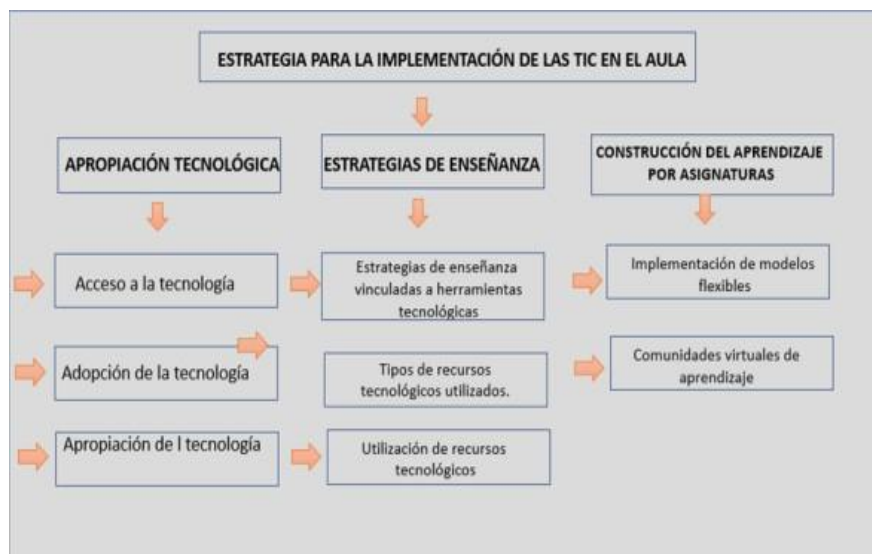 ESTRATEGIA PARA LA IMPLEMENTACIÓN DE LAS TIC EN EL AULA
APROPIACIÓN TECNOLÓGICA
ESTRATEGIAS DE ENSEÑANZA
CONSTRUCCIÓN DEL APRENDIZAJE
POR ASIGNATURAS
Acceso a la tecnología
Estrategias de enseñanza
vinculadas a herramientas
tecnológicas
Implementación de modelos
flexibles
Adopción de la tecnología
Tipos de recursos
tecnológicos utilizados.
Comunidades virtuales de
aprendizaje
Apropiación de l tecnología
Utilización de recursos
tecnológicos